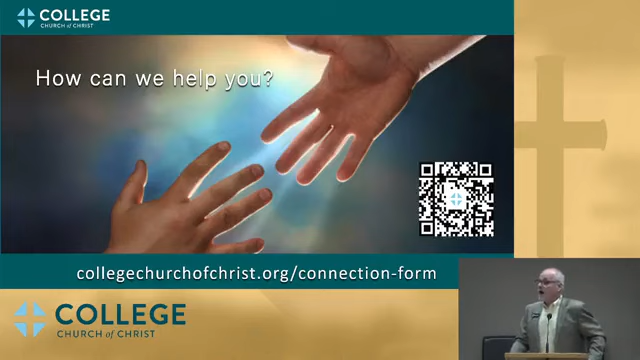 COLLEGE
CHURCH of CHRIST
How can we help you?
collegechurchofchrist.org/connection-form
COLLEGE
CHURCH of CHRIST